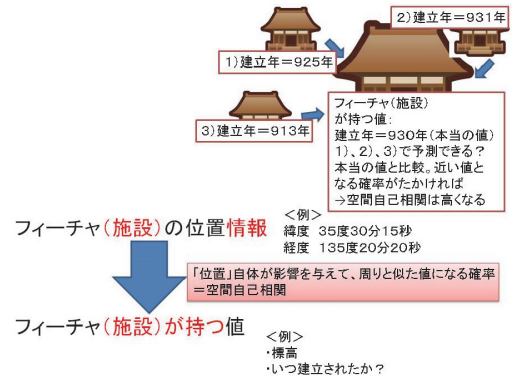 2）建立年＝931年
1）建立年＝925年
3）建立年＝913年
フィーチャ（施設）
が持つ値：
建立年＝930年（本当の値）
1）、2）、3）で予測できる？
本当の値と比較。近い値と
なる確率がたかければ
→空間自己相関は高くなる
フィーチャ（施設）の位置情報
＜例＞
緯度 35度30分15秒
経度 135度20分20秒
「位置」自体が影響を与えて、周りと似た値になる確率
＝空間自己相関
フィーチャ（施設）が持つ値
＜例＞
・標高
・いつ建立されたか？